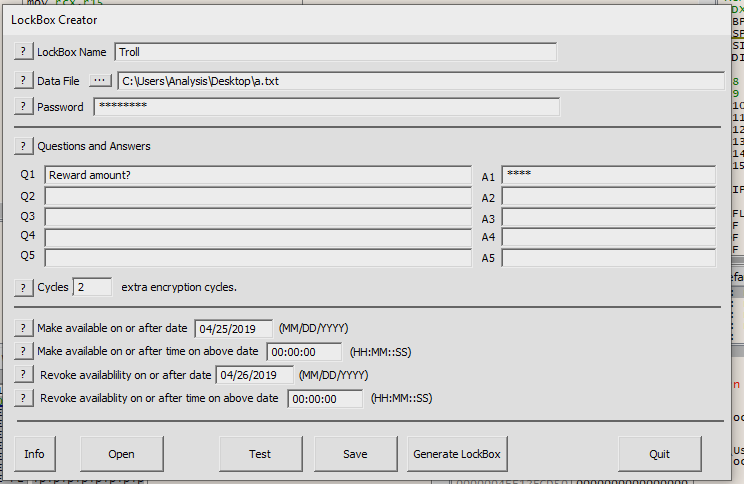 mov rcx,r15
LockBox Creator
? LockBox Name Troll
? Data File ... C:\Users\Analysis\Desktop\a.txt
? Password ********
? Questions and Answers
Q1 Reward amount? A1 ****
Q2 A2
Q3 A3
Q4 A4
Q5 A5
? Cycles 2 extra encryption cycles.
? Make available on or after date 04/25/2019 (MM/DD/YYYY)
? Make available on or after time on above date 00:00:00 (HH:MM::SS)
? Revoke availablility on or after date 04/26/2019 (MM/DD/YYYY)
? Revoke availablity on or after time on above date 00:00:00 (HH:MM::SS)
Info Open Test Save Generate LockBox Quit